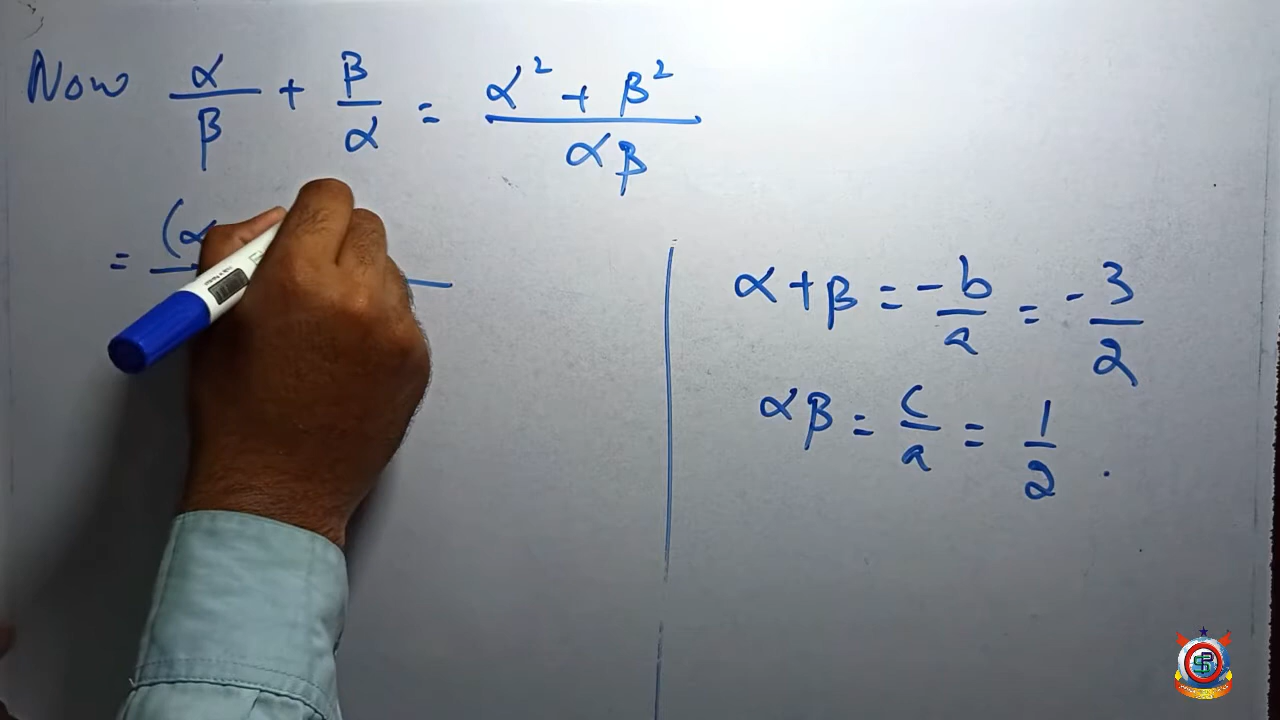 Now α/β + β/α = α² + β² / αβ
= (α
α + β = -b/a = -3/2
αβ = c/a = 1/2 .